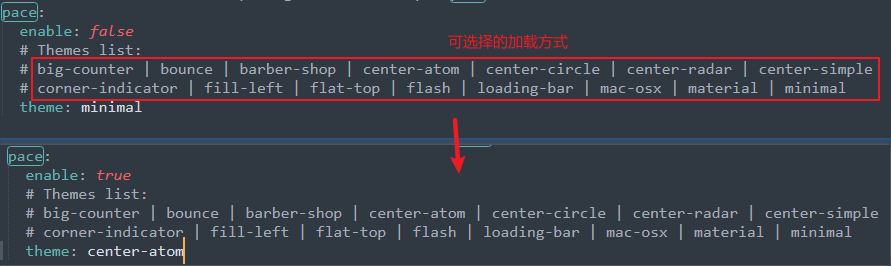 pace:
enable: false
# Themes list:
可选择的加载方式
# big-counter | bounce | barber-shop | center-atom | center-circle | center-radar | center-simple
# corner-indicator | fill-left | flat-top | flash | loading-bar | mac-osx | material | minimal
theme: minimal
pace:
enable: true
# Themes list:
# big-counter | bounce | barber-shop | center-atom | center-circle | center-radar | center-simple
# corner-indicator | fill-left | flat-top | flash | loading-bar | mac-osx | material | minimal
theme: center-atom